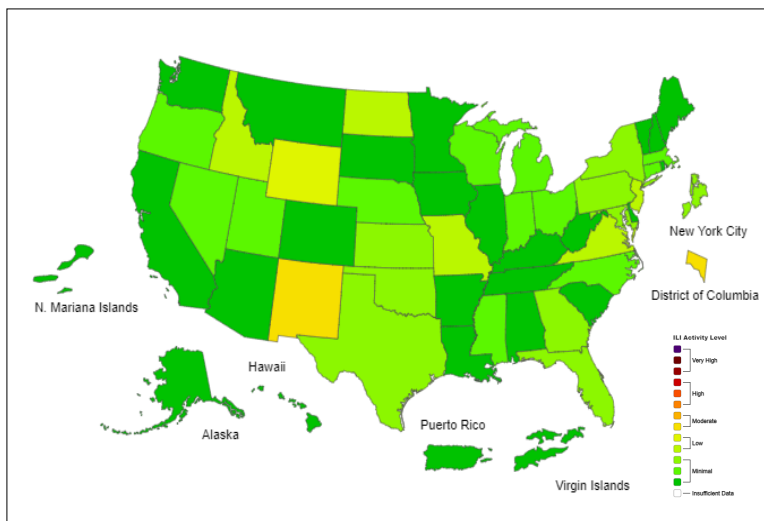 New York City
District of Columbia
N. Mariana Islands
ILI Activity Level
Very High
Hawaii
High
Moderate
Puerto Rico
Alaska
Low
Minimal
Virgin Islands
Insufficient Data